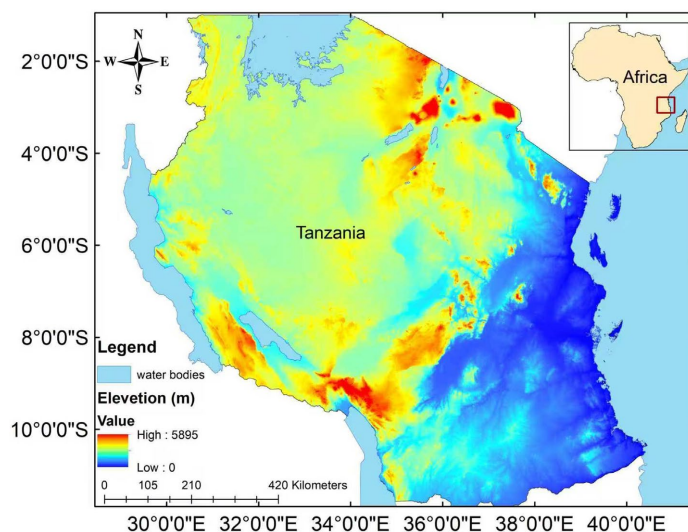 N
W E
S
Africa
Tanzania
2°0'0"S
4°0'0"S
6°0'0"S
8°0'0"S
10°0'0"S
Legend
water bodies
Elevetion (m)
Value
High : 5895
Low : 0
0 105 210 420 Kilometers
30°0'0"E 32°0'0"E 34°0'0"E 36°0'0"E 38°0'0"E 40°0'0"E